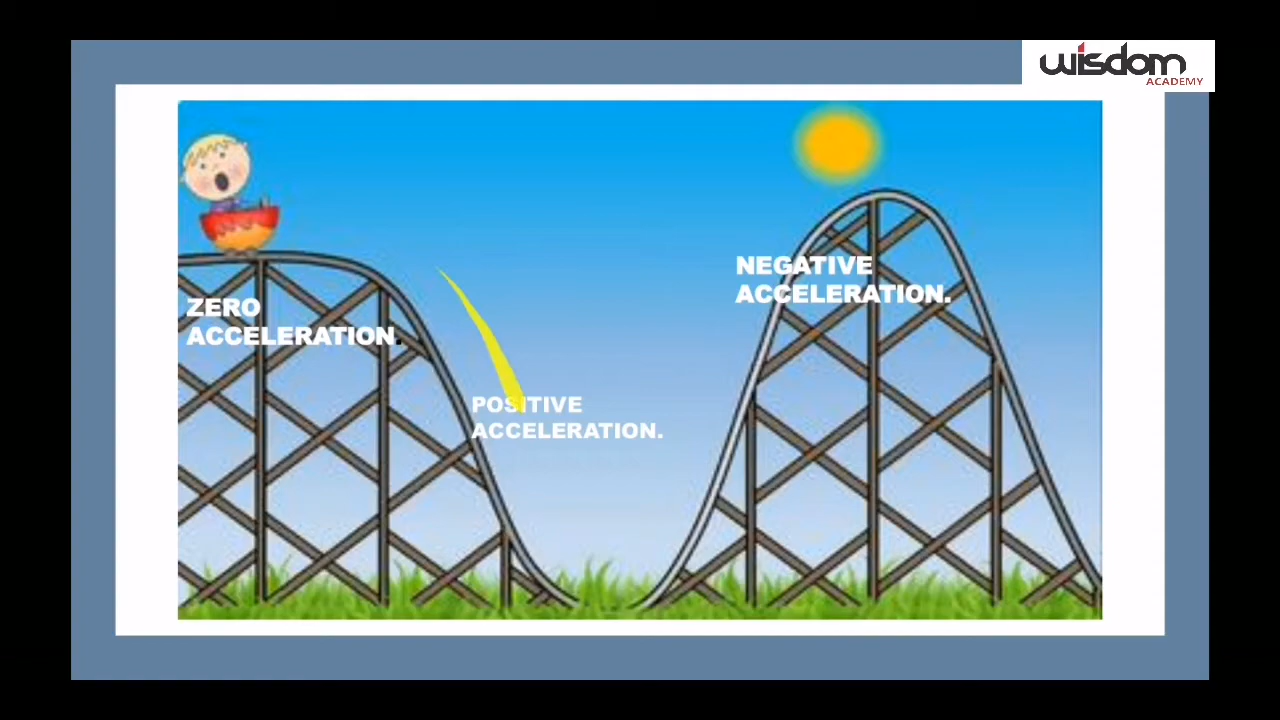 wisdom
ACADEMY
ZERO
ACCELERATION.
POSITIVE
ACCELERATION.
NEGATIVE
ACCELERATION.